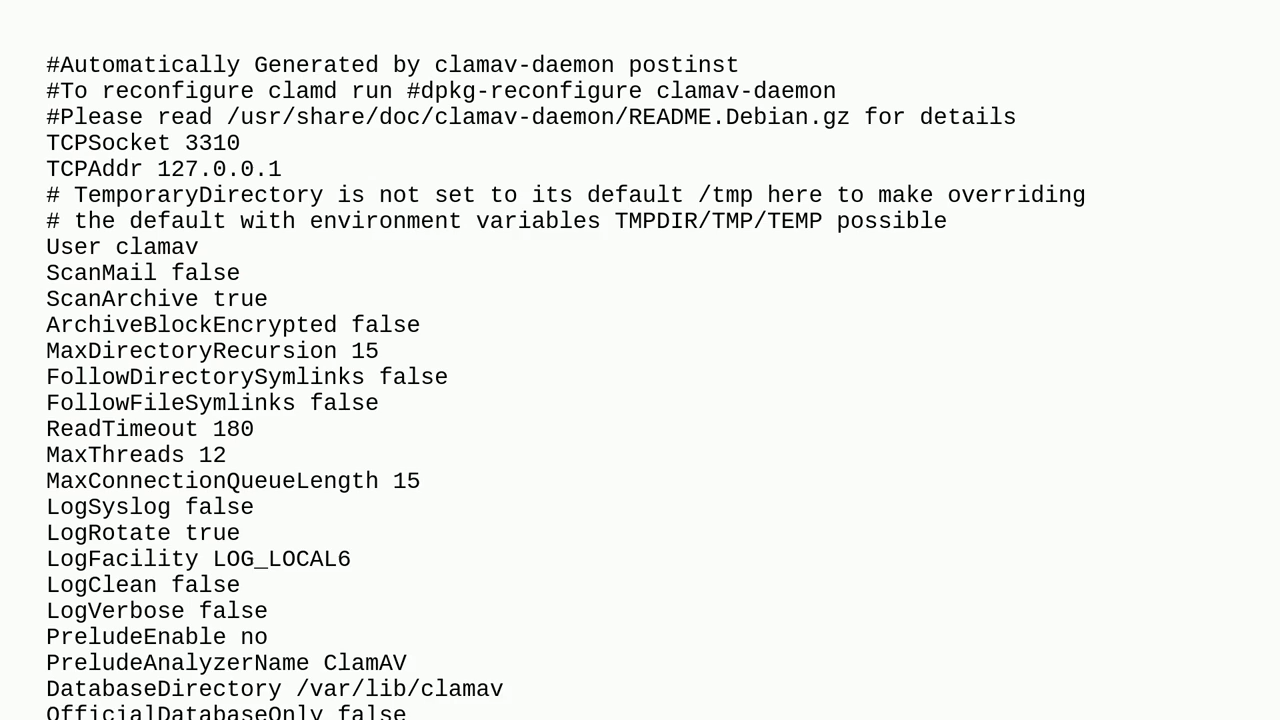 #Automatically Generated by clamav-daemon postinst
#To reconfigure clamd run #dpkg-reconfigure clamav-daemon
#Please read /usr/share/doc/clamav-daemon/README.Debian.gz for details
TCPSocket 3310
TCPAddr 127.0.0.1
# TemporaryDirectory is not set to its default /tmp here to make overriding
# the default with environment variables TMPDIR/TMP/TEMP possible
User clamav
ScanMail false
ScanArchive true
ArchiveBlockEncrypted false
MaxDirectoryRecursion 15
FollowDirectorySymlinks false
FollowFileSymlinks false
ReadTimeout 180
MaxThreads 12
MaxConnectionQueueLength 15
LogSyslog false
LogRotate true
LogFacility LOG_LOCAL6
LogClean false
LogVerbose false
PreludeEnable no
PreludeAnalyzerName ClamAV
DatabaseDirectory /var/lib/clamav
OfficialDatabaseOnly false